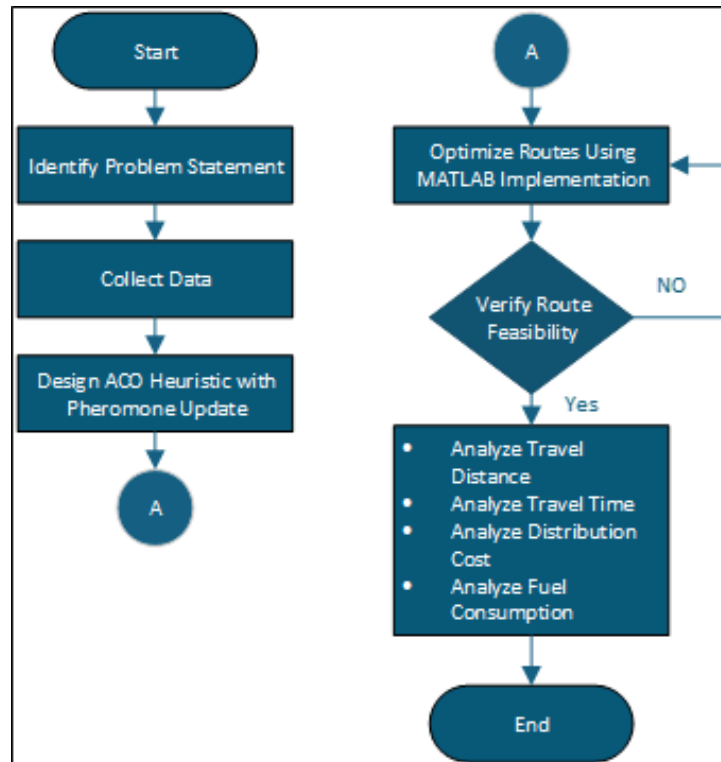 Start
Identify Problem Statement
Collect Data
Design ACO Heuristic with
Pheromone Update
A
A
Optimize Routes Using
MATLAB Implementation
Verify Route
Feasibility
NO
Yes
• Analyze Travel
Distance
• Analyze Travel Time
• Analyze Distribution
Cost
• Analyze Fuel
Consumption
End